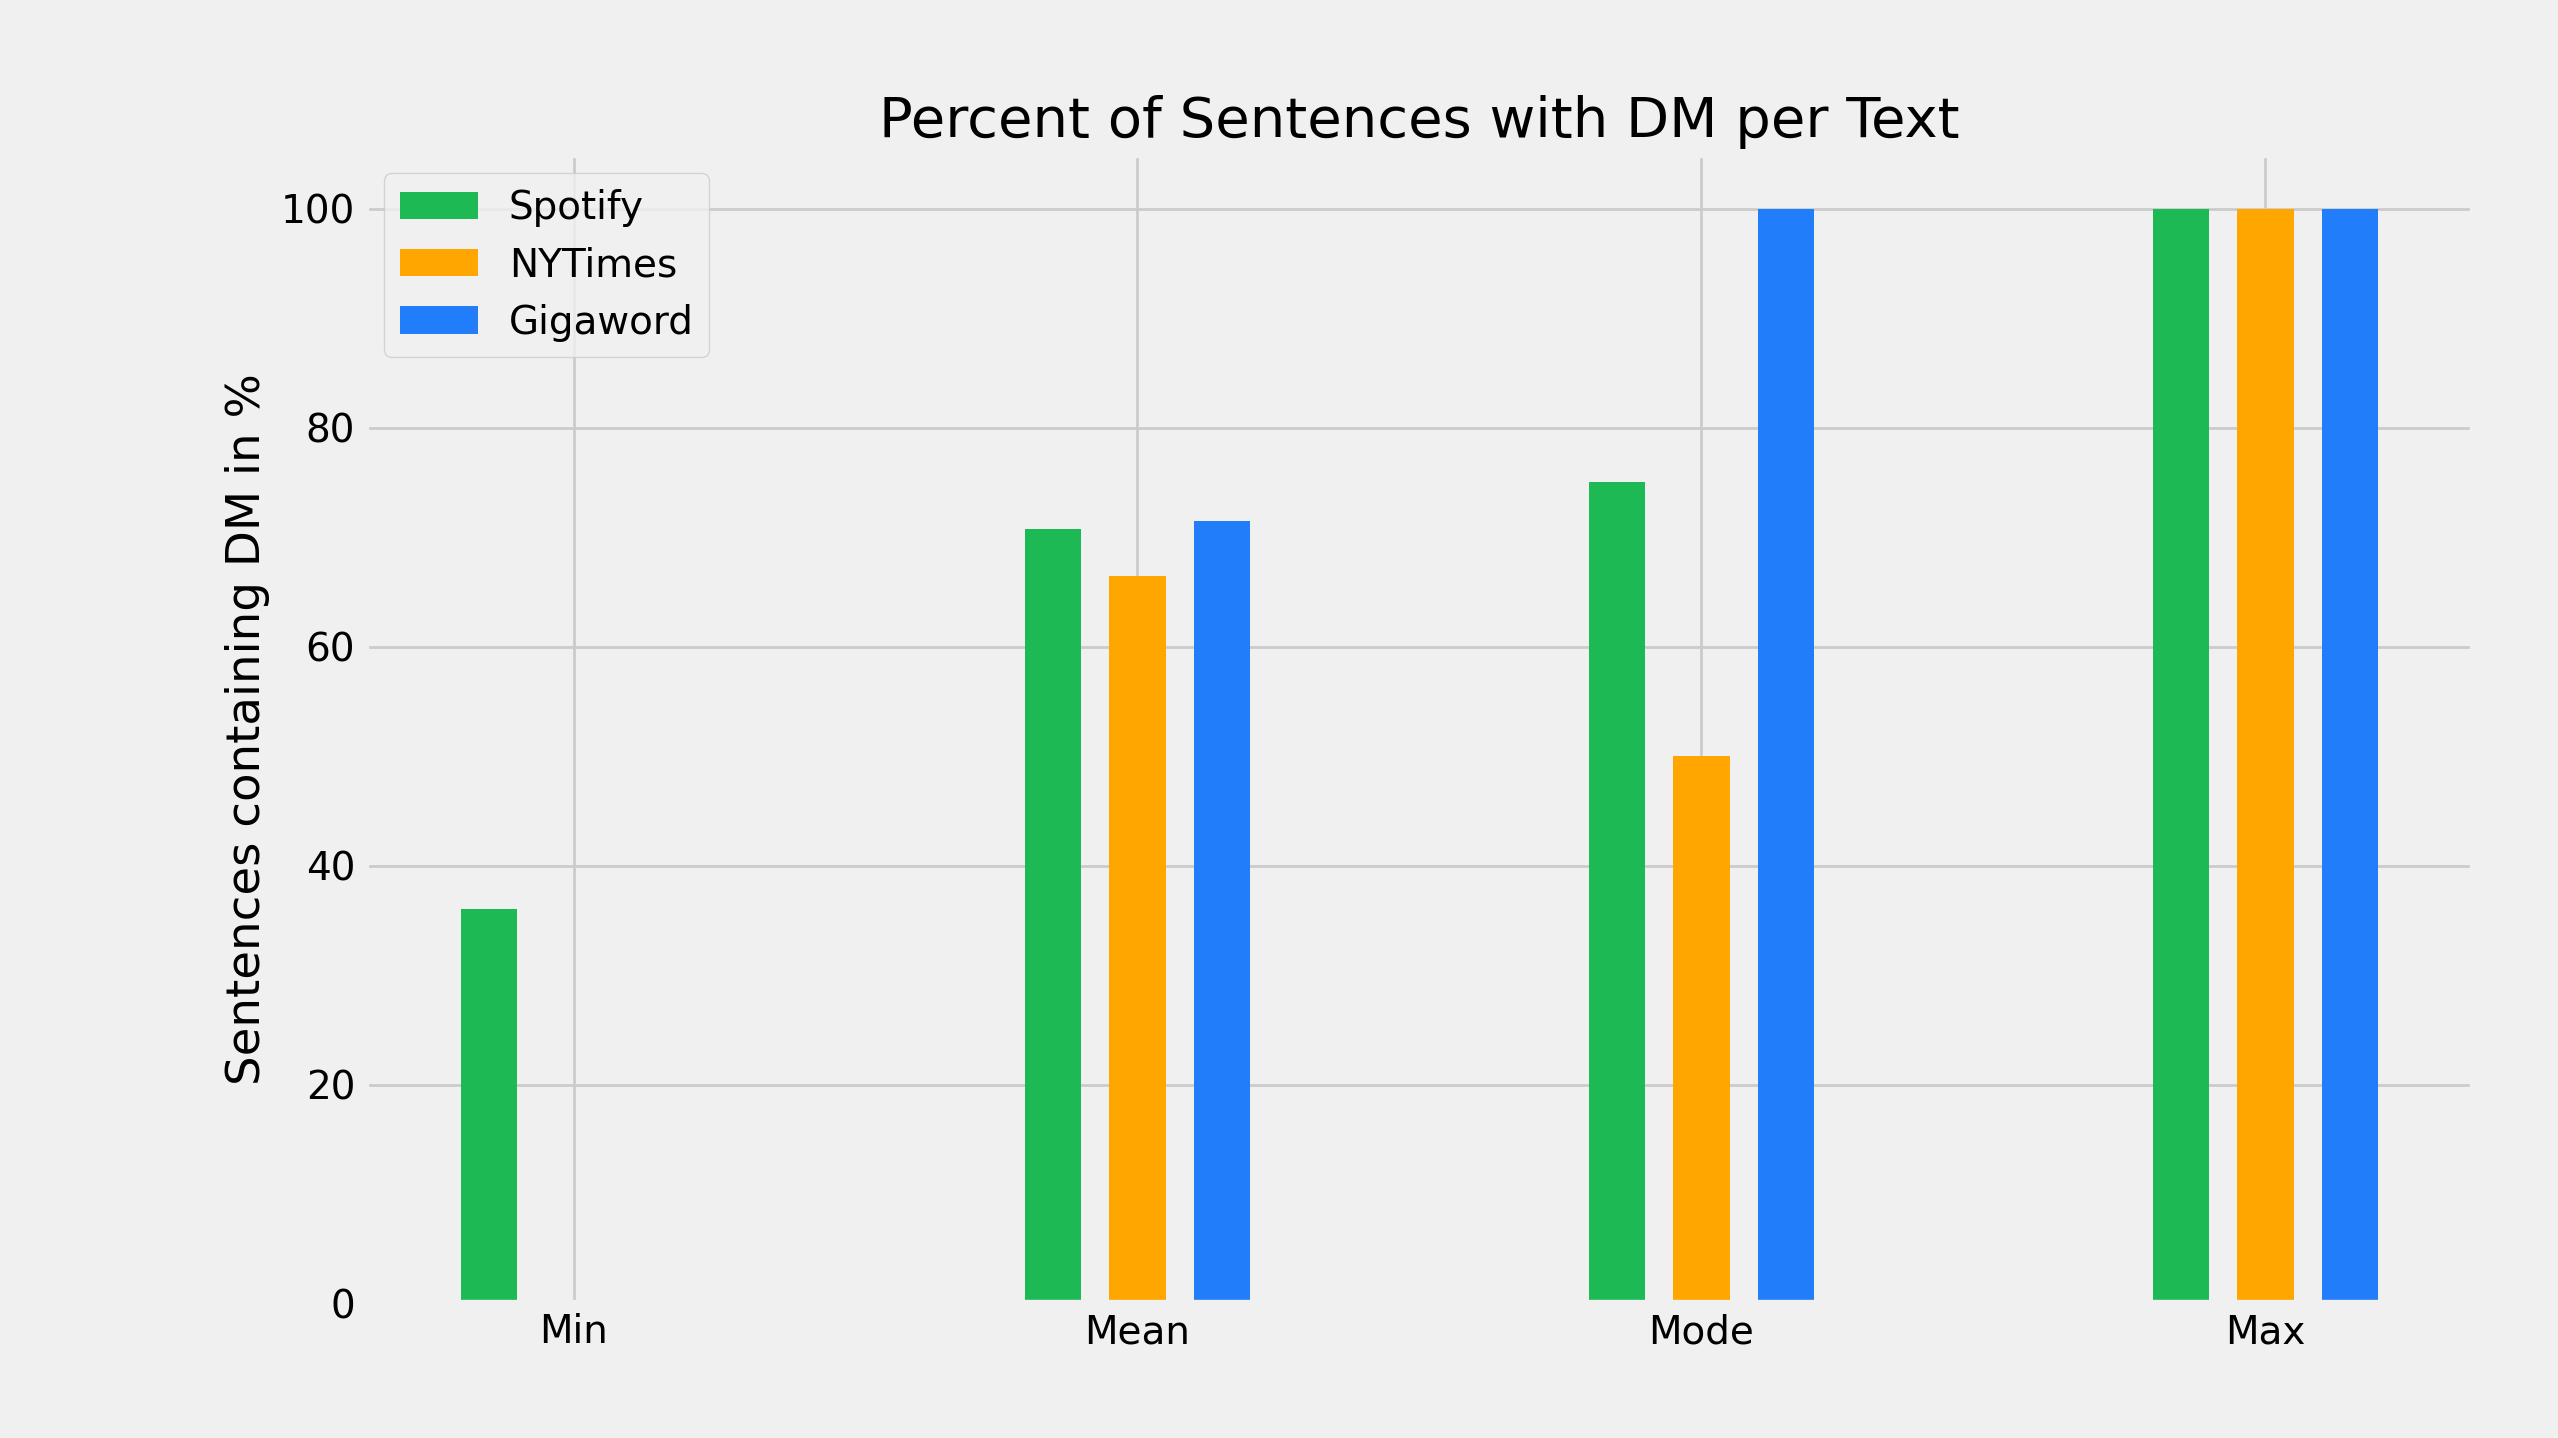 Percent of Sentences with DM per Text
Spotify
NYTimes
Gigaword
Sentences containing DM in %
100
80
60
40
20
0
Min
Mean
Mode
Max